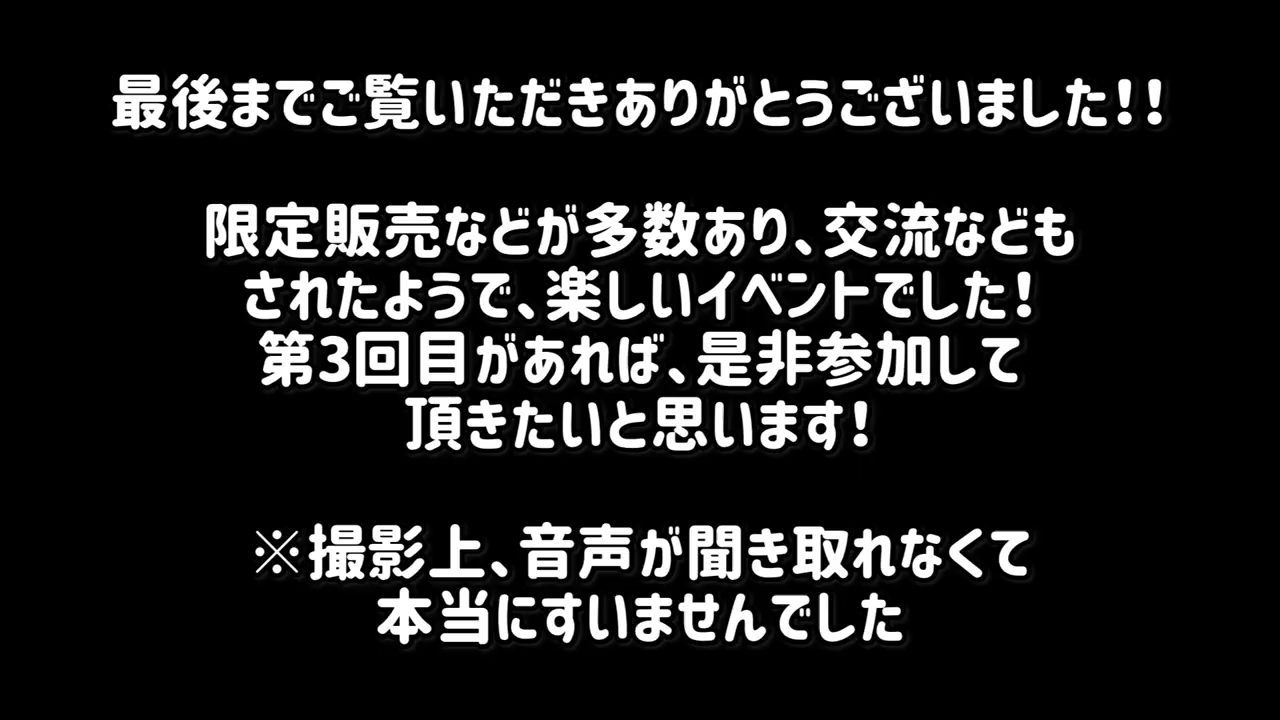 最後までご覧いただきありがとうございました!!
限定販売などが多数あり、交流なども
されたようで、楽しいイベントでした!
第3回目があれば、是非参加して
頂きたいと思います!
※撮影上、音声が聞き取れなくて
本当にすいませんでした